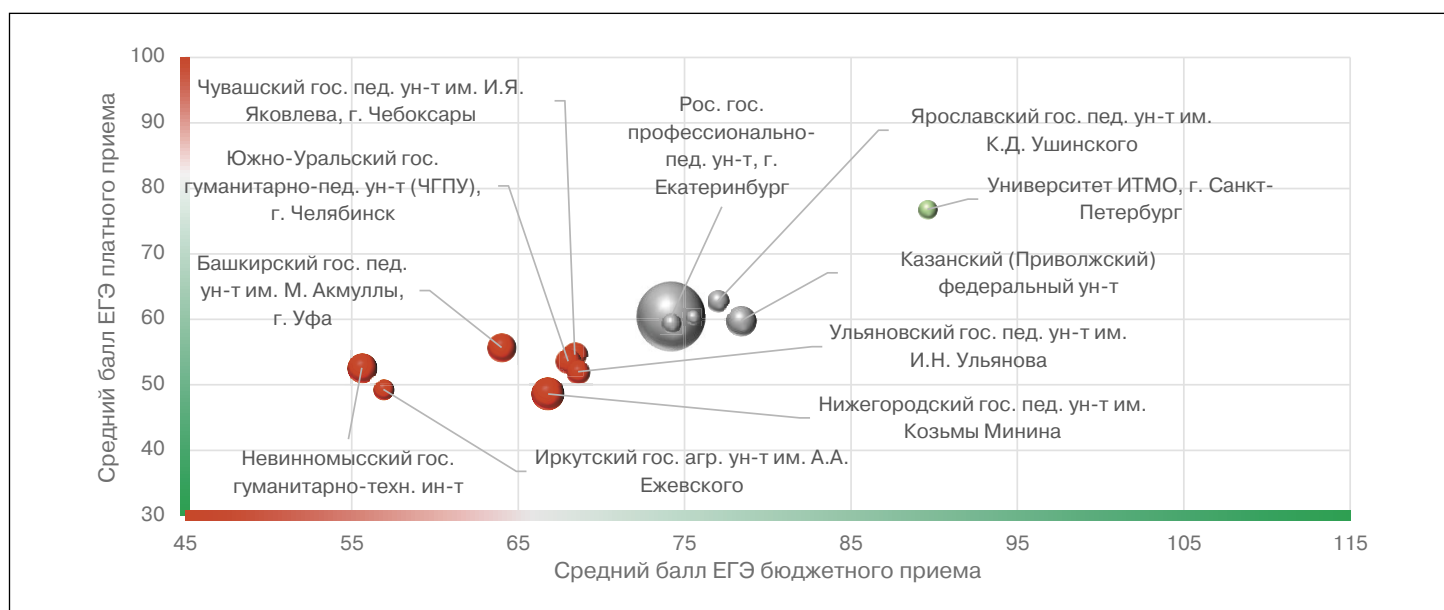 Средний балл ЕГЭ платного приема
100
90
80
70
60
50
40
30
Чувашский гос. пед. ун-т им. И.Я.
Яковлева, г. Чебоксары
Южно-Уральский гос.
гуманитарно-пед. ун-т (ЧГПУ),
г. Челябинск
Башкирский гос. пед.
ун-т им. М. Акмуллы,
г. Уфа
Рос. гос.
профессионально-
пед. ун-т, г.
Екатеринбург
Ярославский гос. пед. ун-т им.
К.Д. Ушинского
Университет ИТМО, г. Санкт-
Петербург
Казанский (Приволжский)
федеральный ун-т
Ульяновский гос. пед. ун-т им.
И.Н. Ульянова
Нижегородский гос. пед. ун-т им.
Козьмы Минина
Невинномысский гос.
гуманитарно-техн. ин-т
Иркутский гос. агр. ун-т им. А.А.
Ежевского
45 55 65 75 85 95 105 115
Средний балл ЕГЭ бюджетного приема